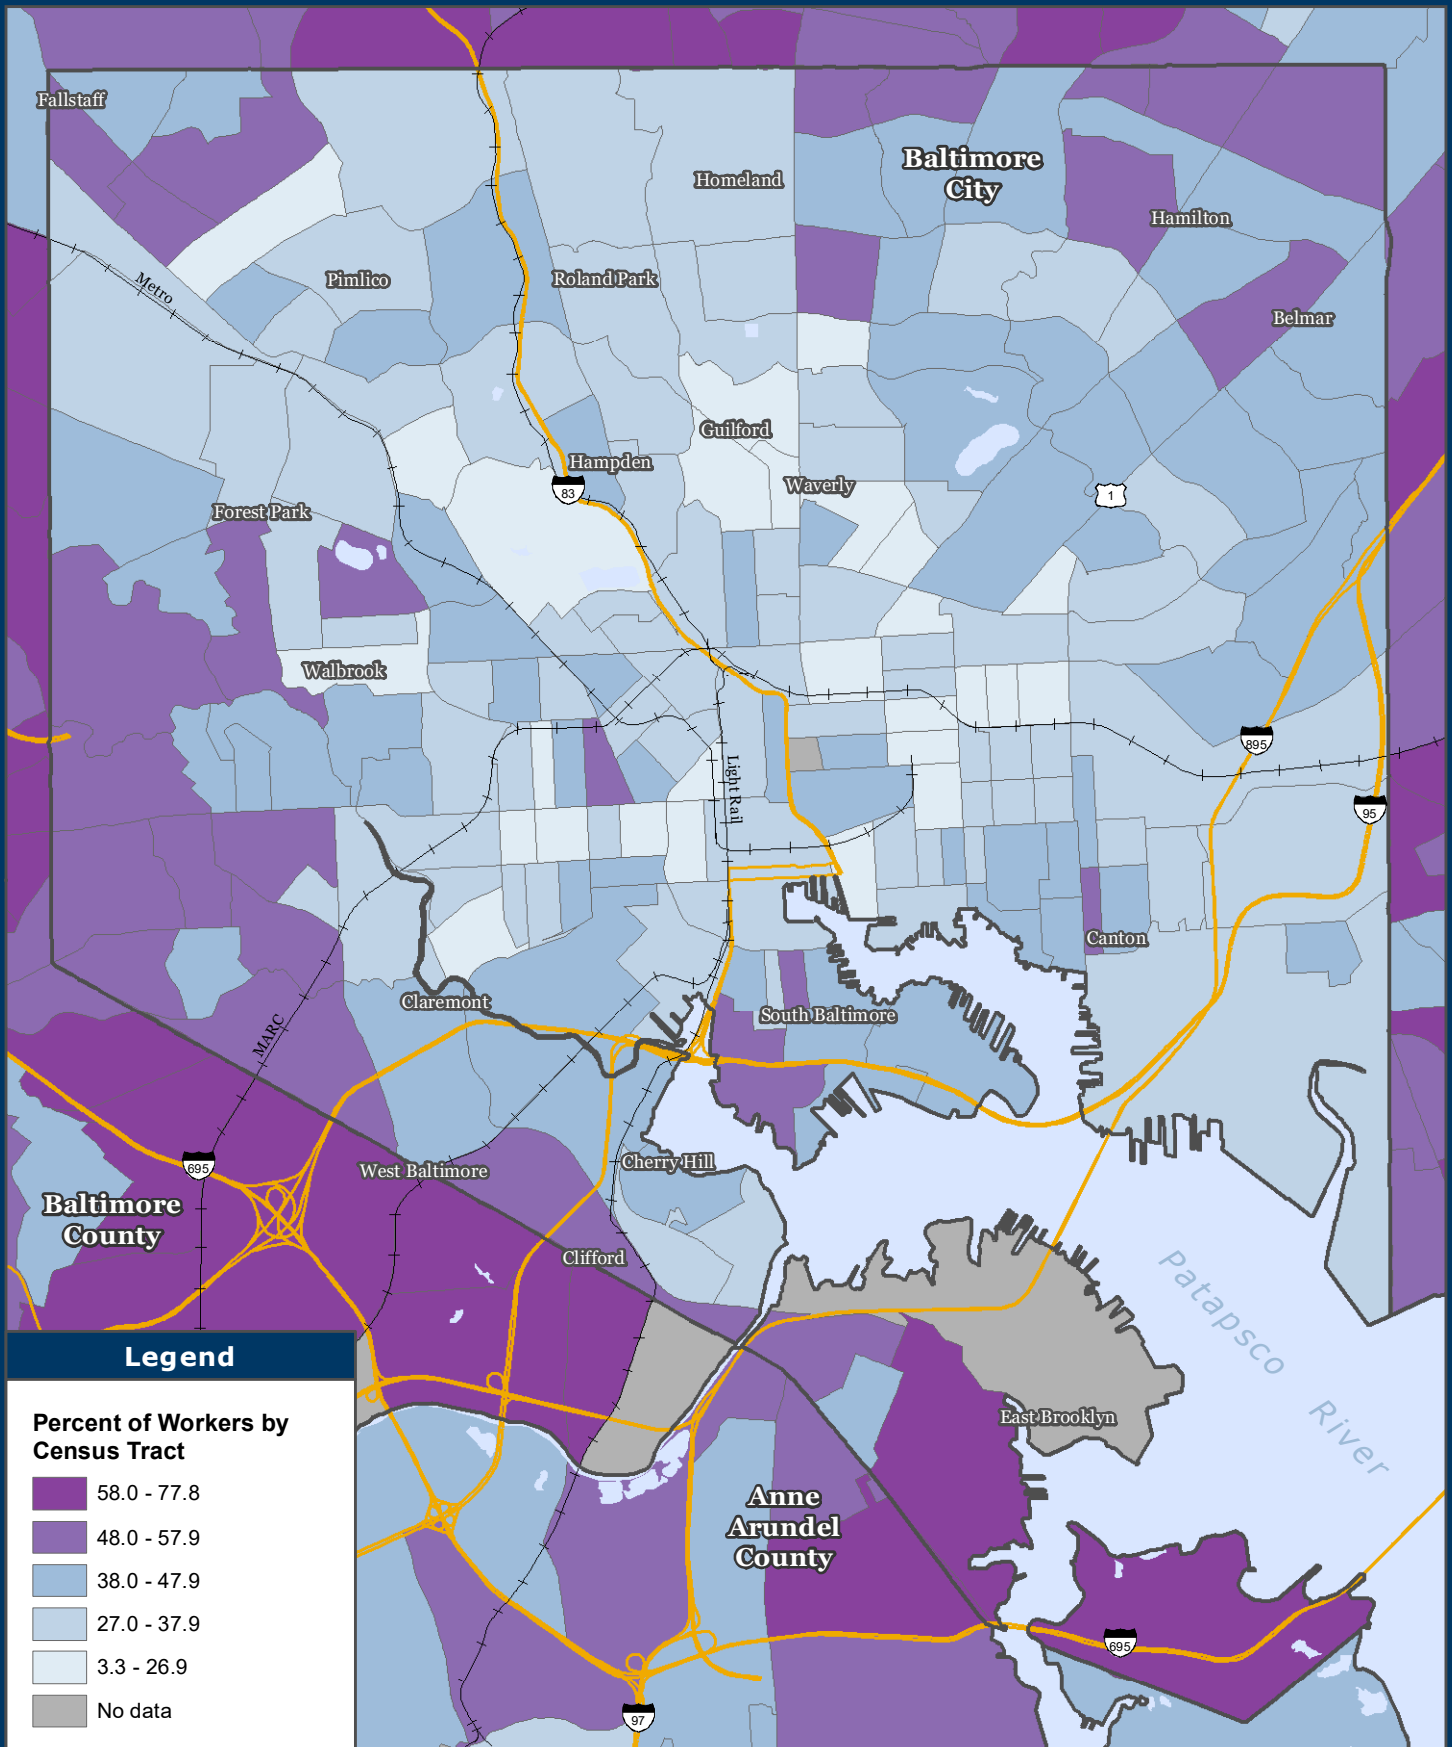 Fallstaff
Baltimore
City
Homeland
Hamilton
Metro
Pimlico
Roland Park
Belmar
Guilford
Hampden
83
Waverly
1
Forest Park
Walbrook
895
Light Rail
95
Canton
Claremont
South Baltimore
MARC
695
West Baltimore
Cherry Hill
Baltimore
County
Clifford
Patapsco
River
East Brooklyn
Anne
Arundel
County
695
97
Legend
Percent of Workers by
Census Tract
58.0 - 77.8
48.0 - 57.9
38.0 - 47.9
27.0 - 37.9
3.3 - 26.9
No data